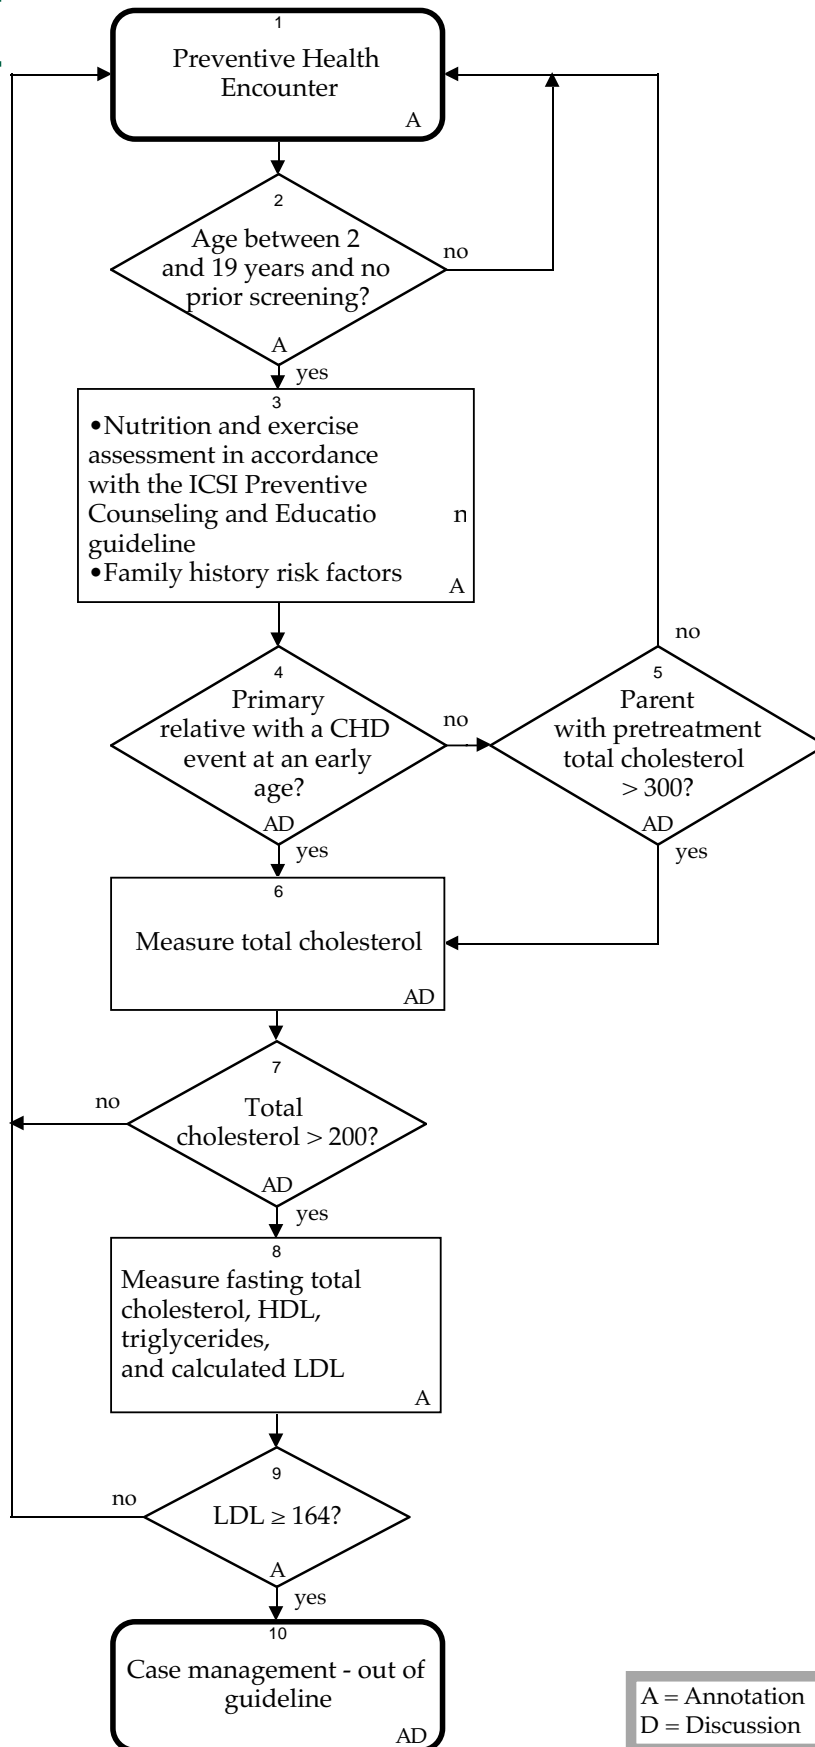 1
Preventive Health
Encounter
A
2
Age between 2
and 19 years and no
prior screening?
A
no
yes
3
•Nutrition and exercise
assessment in accordance
with the ICSI Preventive
Counseling and Educatio n
guideline
•Family history risk factors
A
4
Primary
relative with a CHD
event at an early
age?
AD
no
yes
5
Parent
with pretreatment
total cholesterol
> 300?
AD
no
yes
6
Measure total cholesterol
AD
7
Total
cholesterol > 200?
AD
no
yes
8
Measure fasting total
cholesterol, HDL,
triglycerides,
and calculated LDL
A
9
LDL ≥ 164?
A
no
yes
10
Case management - out of
guideline
AD
A = Annotation
D = Discussion